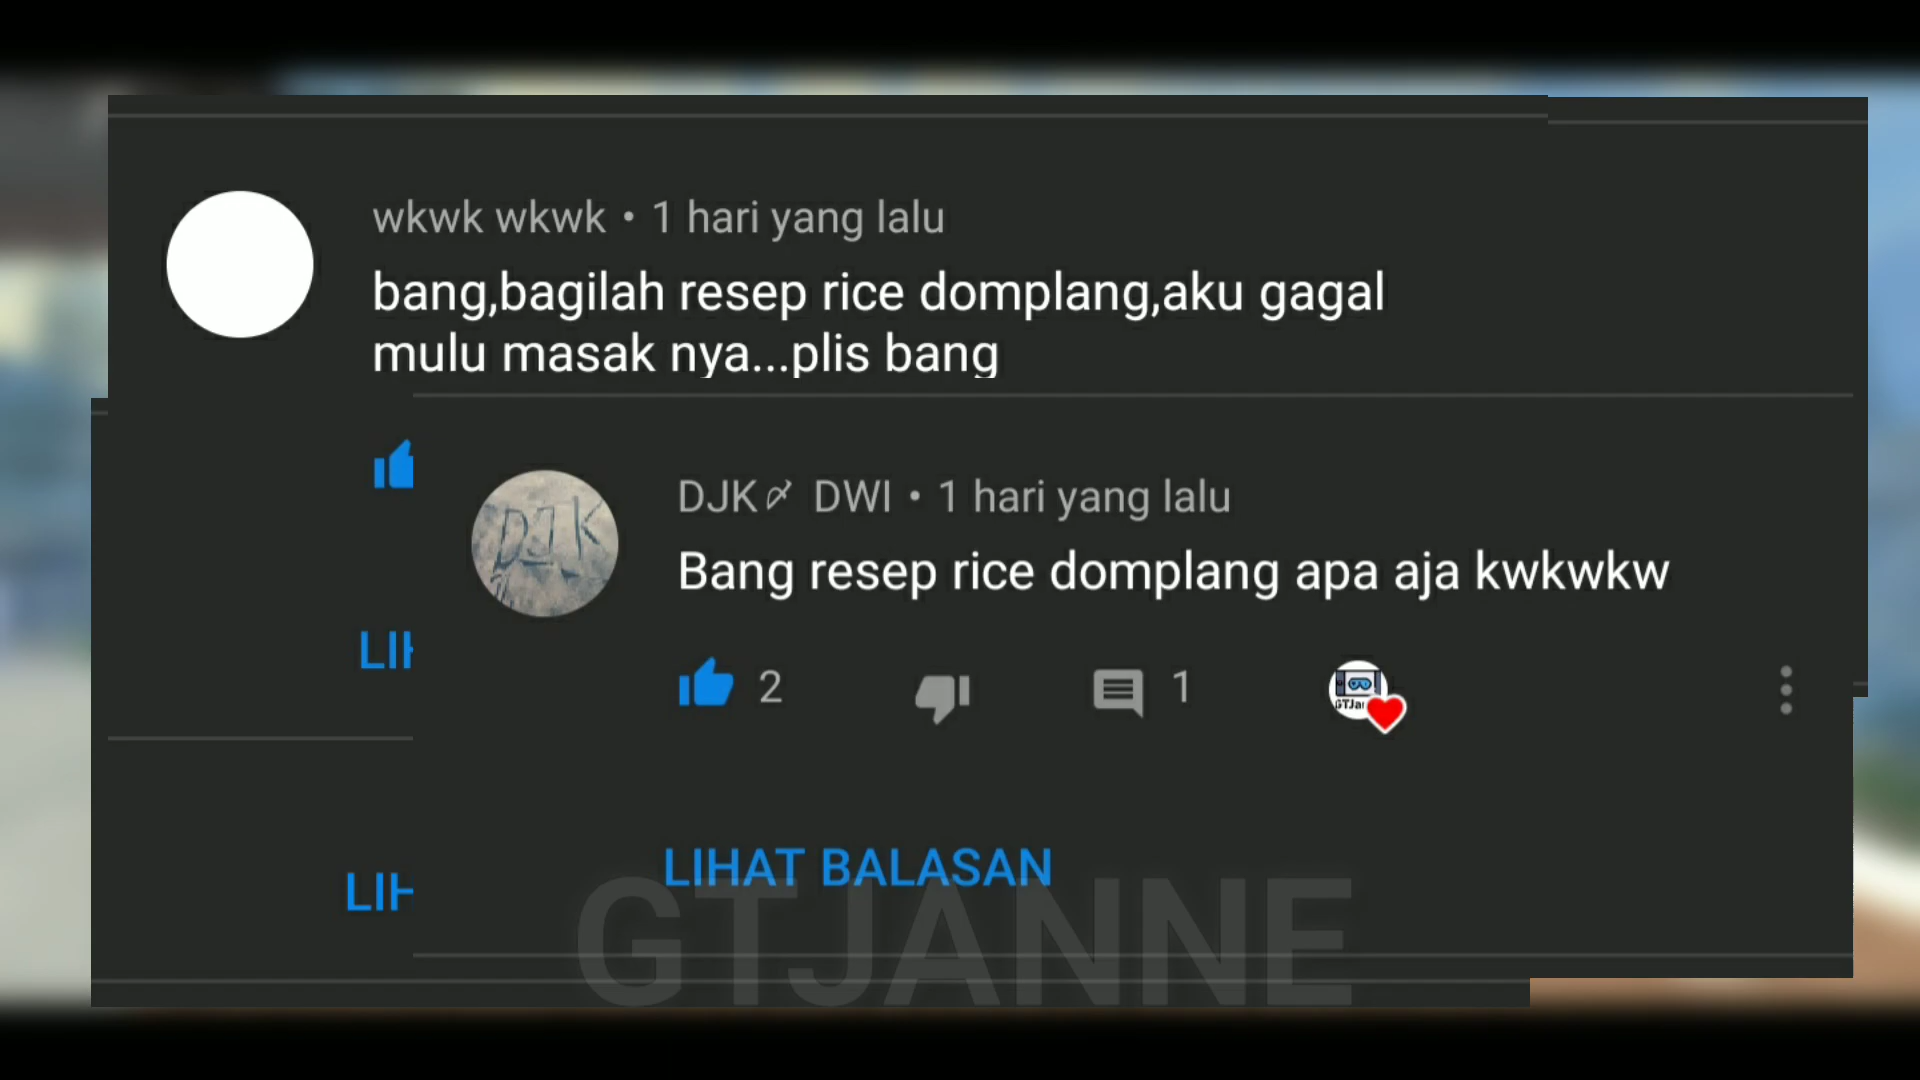 wkwk wkwk • 1 hari yang lalu
bang,bagilah resep rice domplang,aku gagal
mulu masak nya...plis bang
DJK〆 DWI • 1 hari yang lalu
Bang resep rice domplang apa aja kwkwkw
DJK
2
1
LIHAT BALASAN
GTJANNE